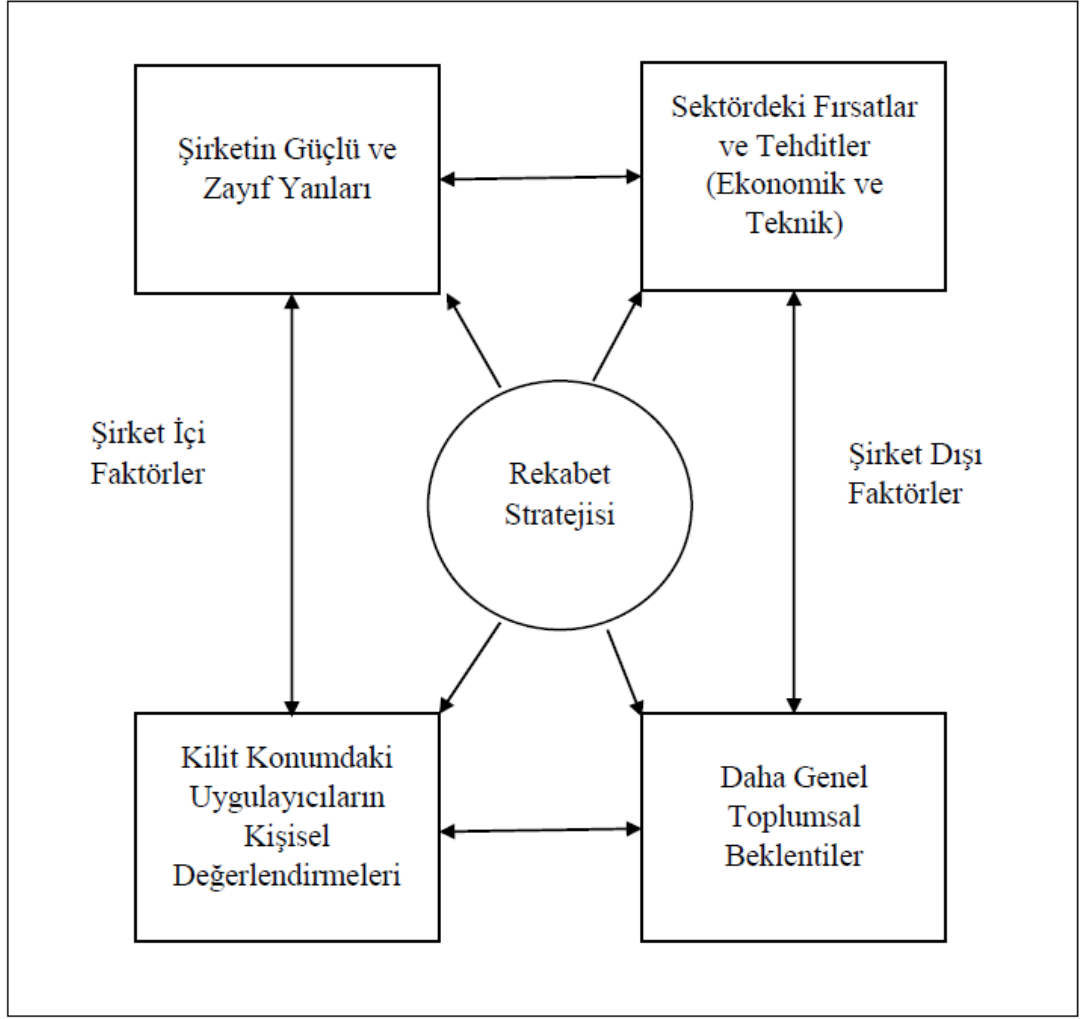 Şirketin Güçlü ve
Zayıf Yanları
Sektördeki Fırsatlar
ve Tehditler
(Ekonomik ve
Teknik)
Şirket İçi
Faktörler
Rekabet
Stratejisi
Şirket Dışı
Faktörler
Kilit Konumdaki
Uygulayıcıların
Kişisel
Değerlendirmeleri
Daha Genel
Toplumsal
Beklentiler